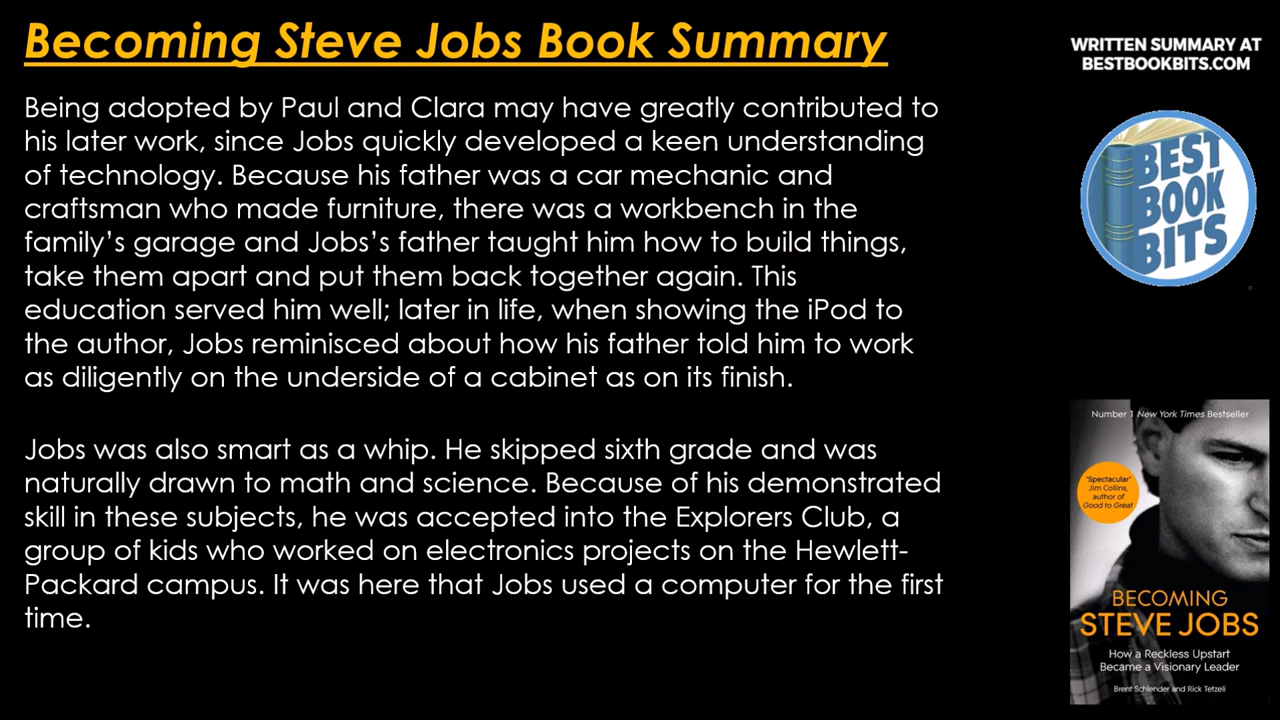 Becoming Steve Jobs Book Summary
Being adopted by Paul and Clara may have greatly contributed to
his later work, since Jobs quickly developed a keen understanding
of technology. Because his father was a car mechanic and
craftsman who made furniture, there was a workbench in the
family's garage and Jobs's father taught him how to build things,
take them apart and put them back together again. This
education served him well; later in life, when showing the iPod to
the author, Jobs reminisced about how his father told him to work
as diligently on the underside of a cabinet as on its finish.
Jobs was also smart as a whip. He skipped sixth grade and was
naturally drawn to math and science. Because of his demonstrated
skill in these subjects, he was accepted into the Explorers Club, a
group of kids who worked on electronics projects on the Hewlett-
Packard campus. It was here that Jobs used a computer for the first
time.
WRITTEN SUMMARY AT
BESTBOOKBITS.COM
BEST
BOOK
BITS
Number 1 New York Times Bestseller
'Spectacular'
Jim Collins,
author of
Good to Great
BECOMING
STEVE JOBS
How a Reckless Upstart
Became a Visionary Leader
Brent Schlender and Rick Tetzeli